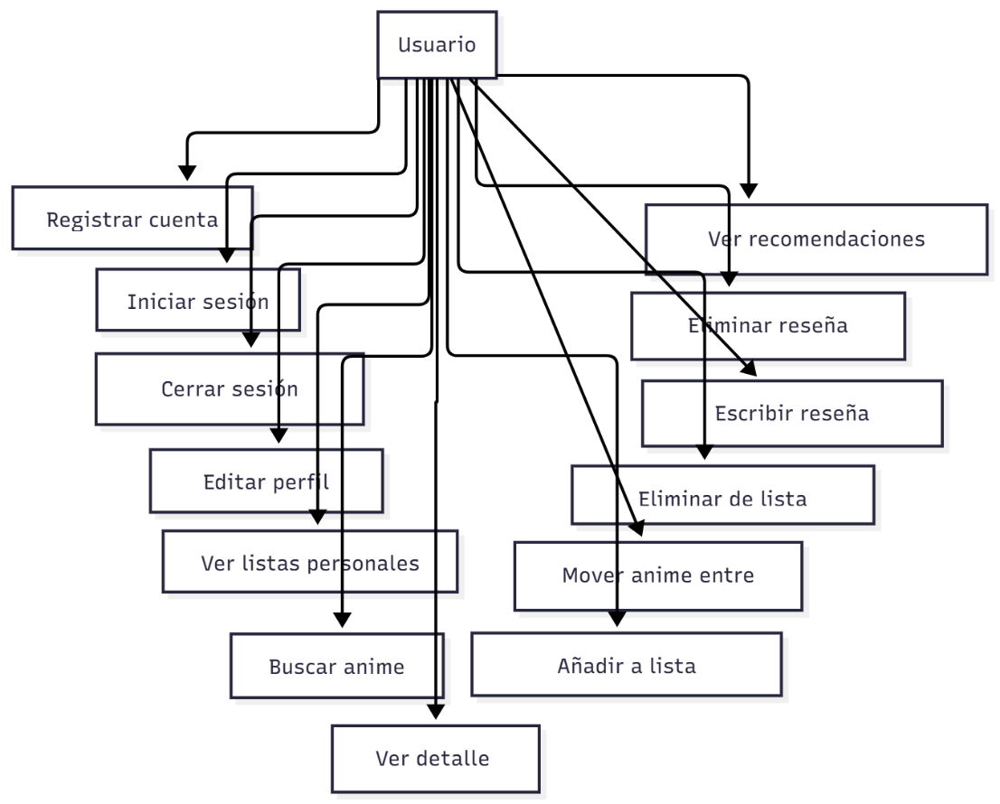 Usuario
Registrar cuenta
Ver recomendaciones
Iniciar sesión
Eliminar reseña
Cerrar sesión
Escribir reseña
Editar perfil
Eliminar de lista
Ver listas personales
Mover anime entre
Buscar anime
Añadir a lista
Ver detalle